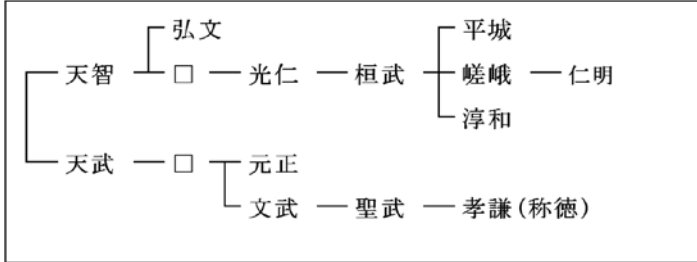 弘文 平城
天智 □ 光仁 桓武 嵯峨 仁明
淳和
天武 □ 元正
文武 聖武 孝謙(称徳)